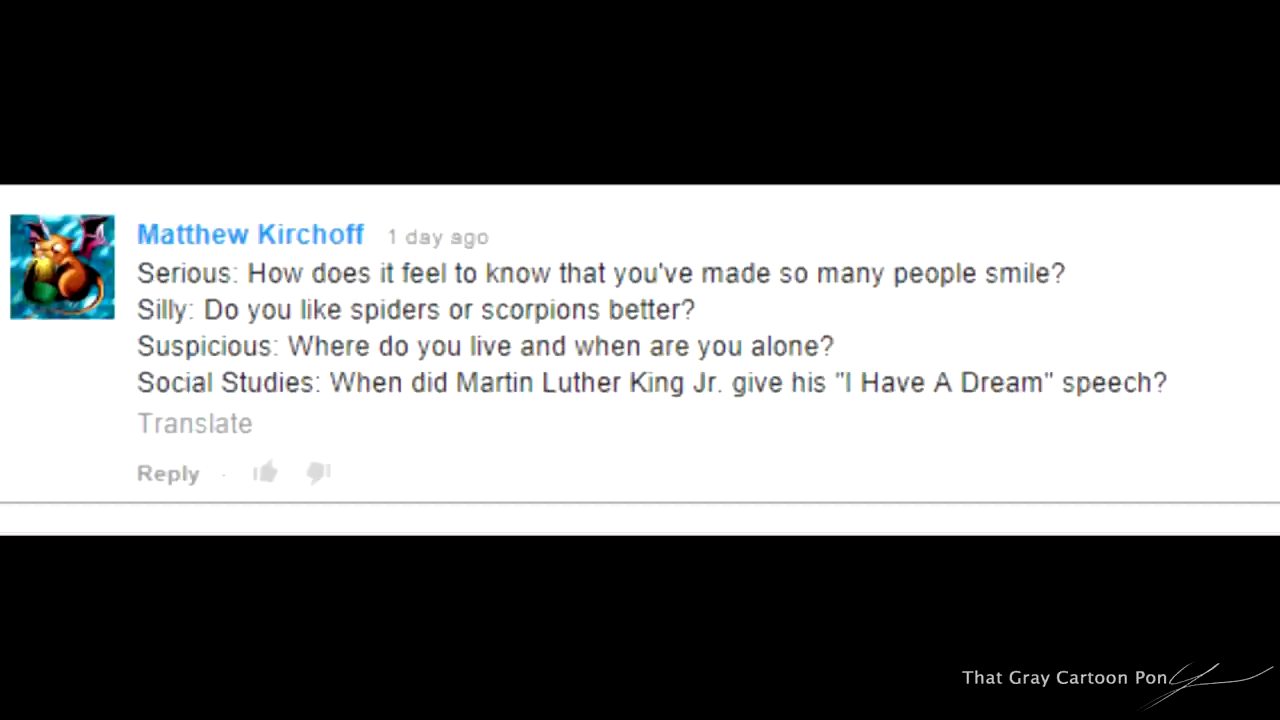 Matthew Kirchoff 1 day ago
Serious: How does it feel to know that you've made so many people smile?
Silly: Do you like spiders or scorpions better?
Suspicious: Where do you live and when are you alone?
Social Studies: When did Martin Luther King Jr. give his "I Have A Dream" speech?
Translate
Reply ·
That Gray Cartoon Pony